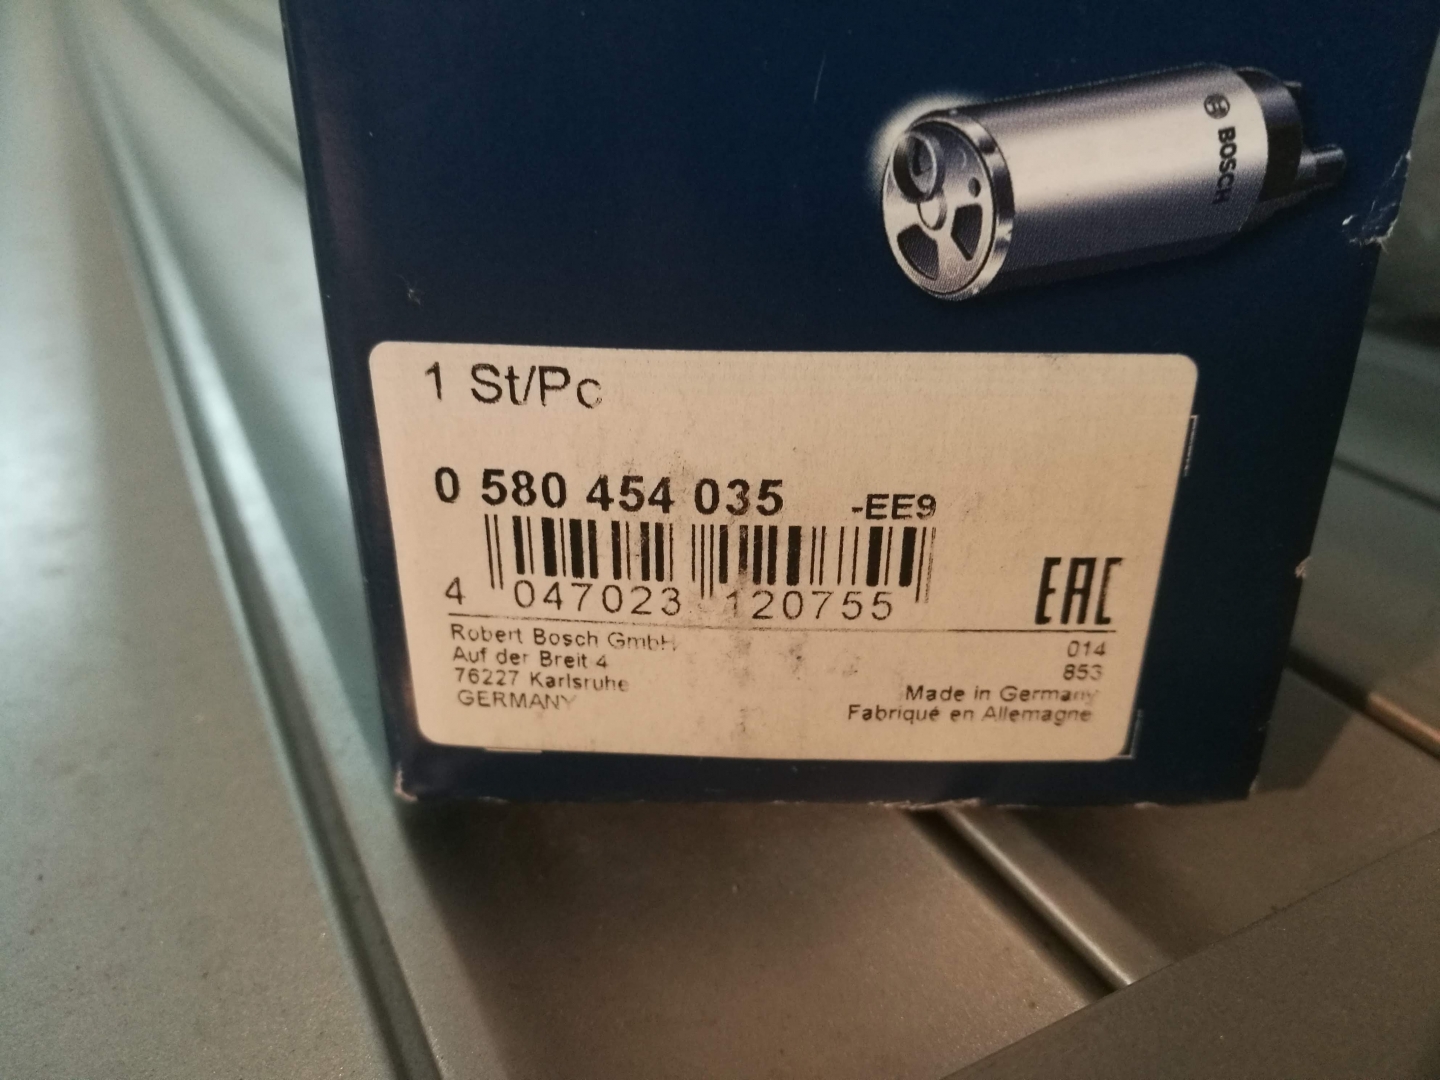 BOSCH
1 St/Pc
0 580 454 035 -EE9
4 047023 120755
EAC
Robert Bosch GmbH
014
Auf der Breit 4
853
76227 Karlsruhe
Made in Germany
GERMANY
Fabriqué en Allemagne